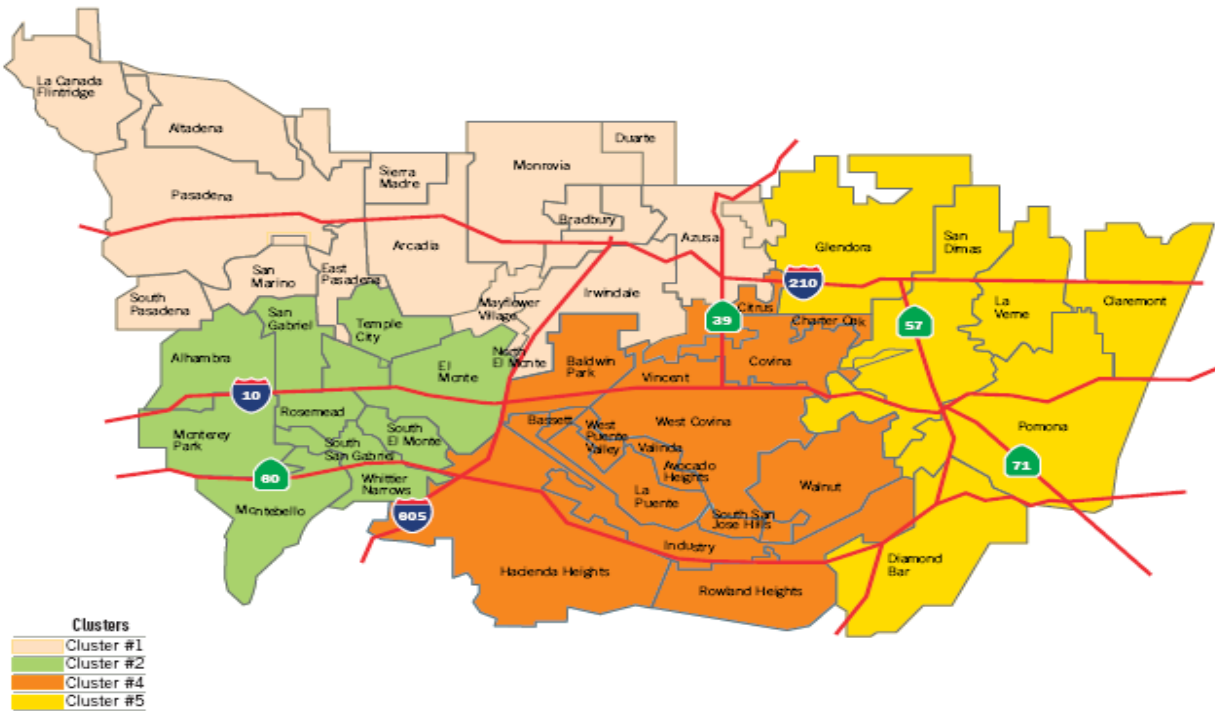 La Canada
Flintridge
Altadena
Duarte
Monrovia
Sierra
Madre
Pasadena
Bradbury
Azusa
Glendora
San
Dimas
Arcadia
San
Marino
East
Pasadena
South
Pasadena
Mayflower
Village
Irwindale
210
La
Verne
Claremont
Citrus
39
Charter Oak
57
San
Gabriel
Temple
City
North
El Monte
Alhambra
El
Monte
Baldwin
Park
Covina
Vincent
10
Rosemead
South
El Monte
Bassett
West
Puente
Valley
West Covina
Pomona
Monterey
Park
South
San Gabriel
Valinda
Avocado
Heights
71
60
Whittier
Narrows
La
Puente
Walnut
Montebello
605
South San
Jose Hills
Industry
Diamond
Bar
Hacienda Heights
Rowland Heights
Clusters
Cluster #1
Cluster #2
Cluster #4
Cluster #5